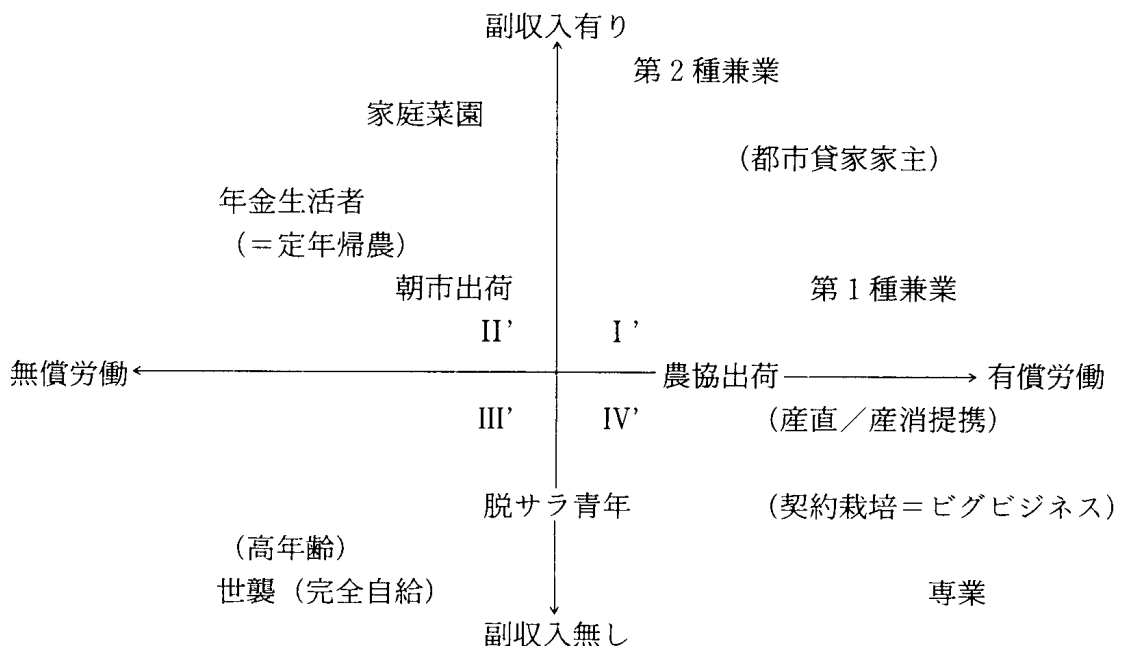 副収入有り
第2種兼業
家庭菜園
(都市貸家家主)
年金生活者
(=定年帰農)
朝市出荷
第1種兼業
II’
I’
無償労働
農協出荷
有償労働
III’
IV’
(産直/産消提携)
脱サラ青年
(契約栽培=ビグビジネス)
(高年齢)
世襲(完全自給)
専業
副収入無し